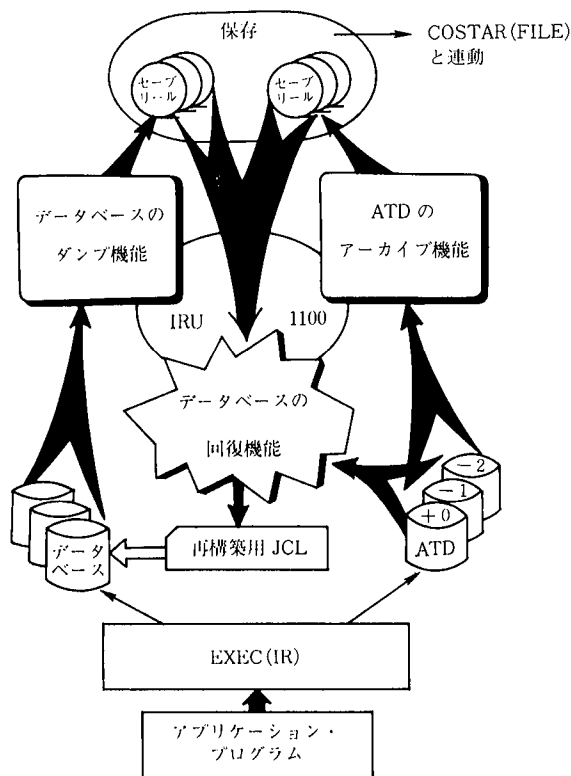 保存
COSTAR(FILE)
と連動
セーブ
リール
セーブ
リール
データベースの
ダンプ機能
ATDの
アーカイブ機能
IRU 1100
データベースの
回復機能
-2
-1
+0
ATD
データ
ベース
再構築用 JCL
EXEC(IR)
アプリケーション・
プログラム